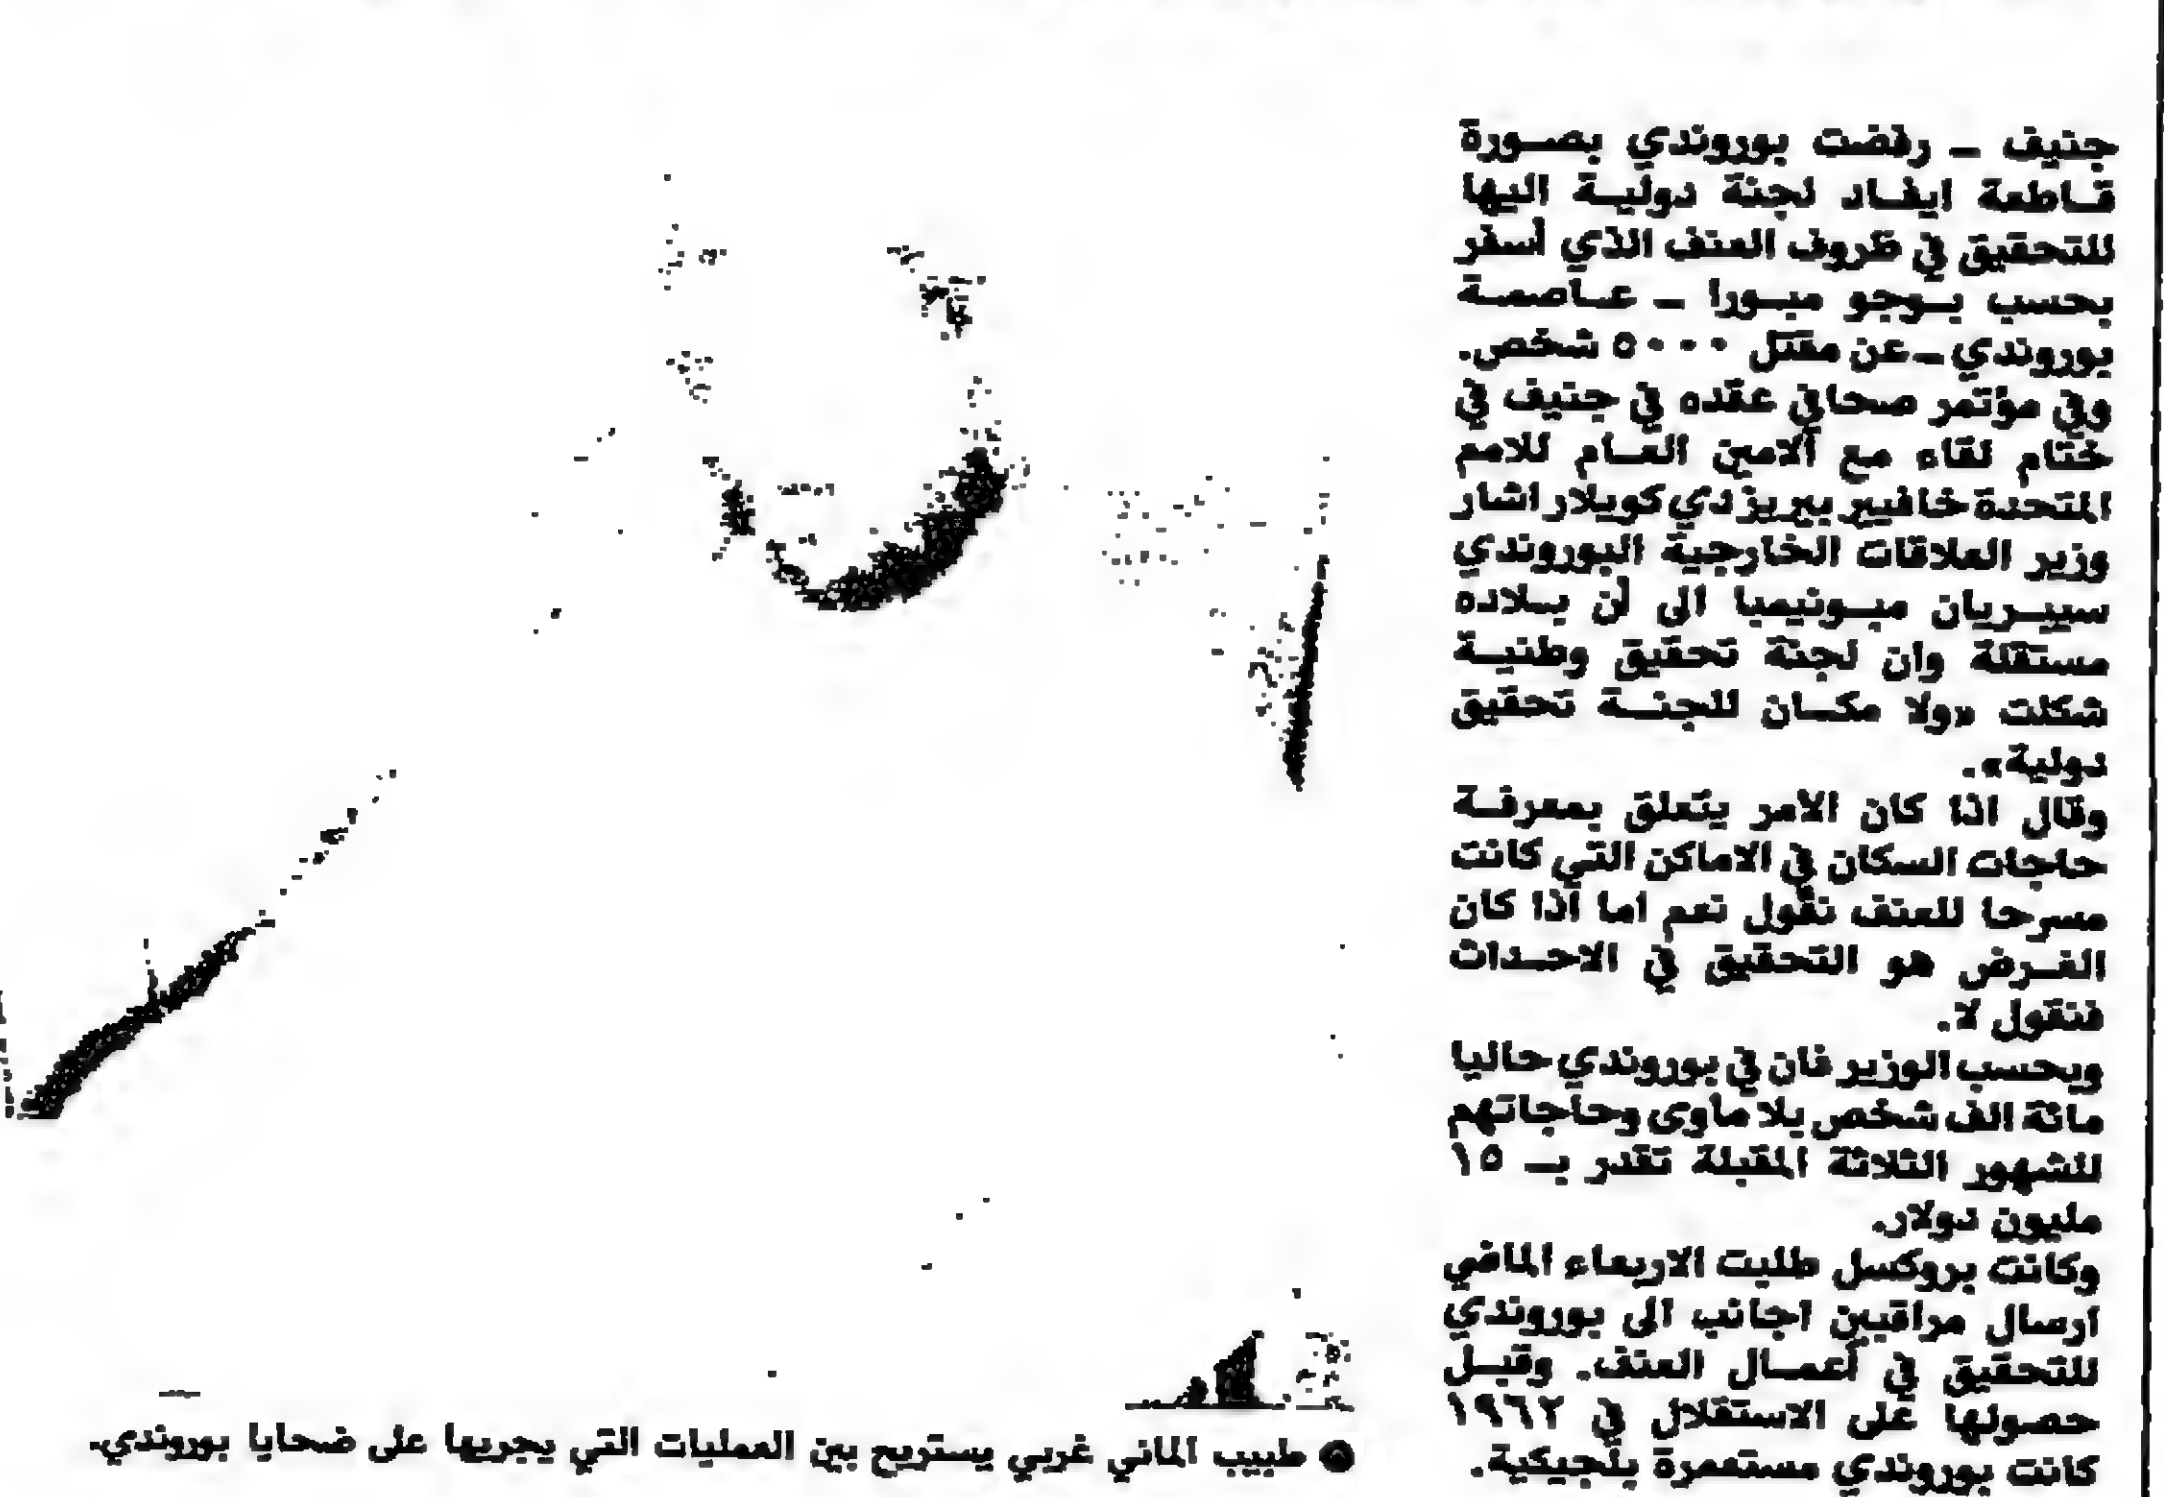 جنيف ـ رفضت بوروندي بصورة
قاطعة ايفاد لجنة دولية اليها
للتحقيق في ظروف العنف الذي أسفر
بحسب بوجو مبورا ـ عاصمة
بوروندي ـ عن مقتل ٥٠٠٠ شخص.
وفي مؤتمر صحافي عقده في جنيف في
ختام لقاء مع الامين العام للامم
المتحدة خافيير بيريز دي كويلار اشار
وزير العلاقات الخارجية البوروندي
سيبريان مبونيمبا الى أن بلاده
مستقلة وان لجنة تحقيق وطنية
شكلت «ولا مكان للجنة تحقيق
دولية».
وقال اذا كان الامر يتعلق بمعرفة
حاجات السكان في الاماكن التي كانت
مسرحا للعنف نقول نعم اما اذا كان
الغرض هو التحقيق في الاحداث
فنقول لا.
وبحسب الوزير فان في بوروندي حاليا
مائة الف شخص بلا مأوى وحاجاتهم
للشهور الثلاثة المقبلة تقدر بـ ١٥
مليون دولار.
وكانت بروكسل طلبت الاربعاء الماضي
ارسال مراقبين اجانب الى بوروندي
للتحقيق في أعمال العنف. وقبل
حصولها على الاستقلال في ١٩٦٢
كانت بوروندي مستعمرة بلجيكية.
طبيب الماني غربي يستريح بين العمليات التي يجريها على ضحايا بوروندي.